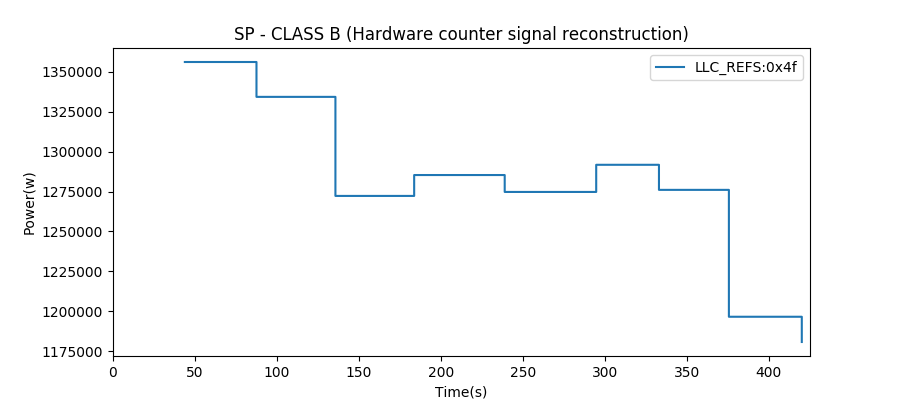 SP - CLASS B (Hardware counter signal reconstruction)
LLC_REFS:0x4f
Power(w)
1350000
1325000
1300000
1275000
1250000
1225000
1200000
1175000
0 50 100 150 200 250 300 350 400
Time(s)